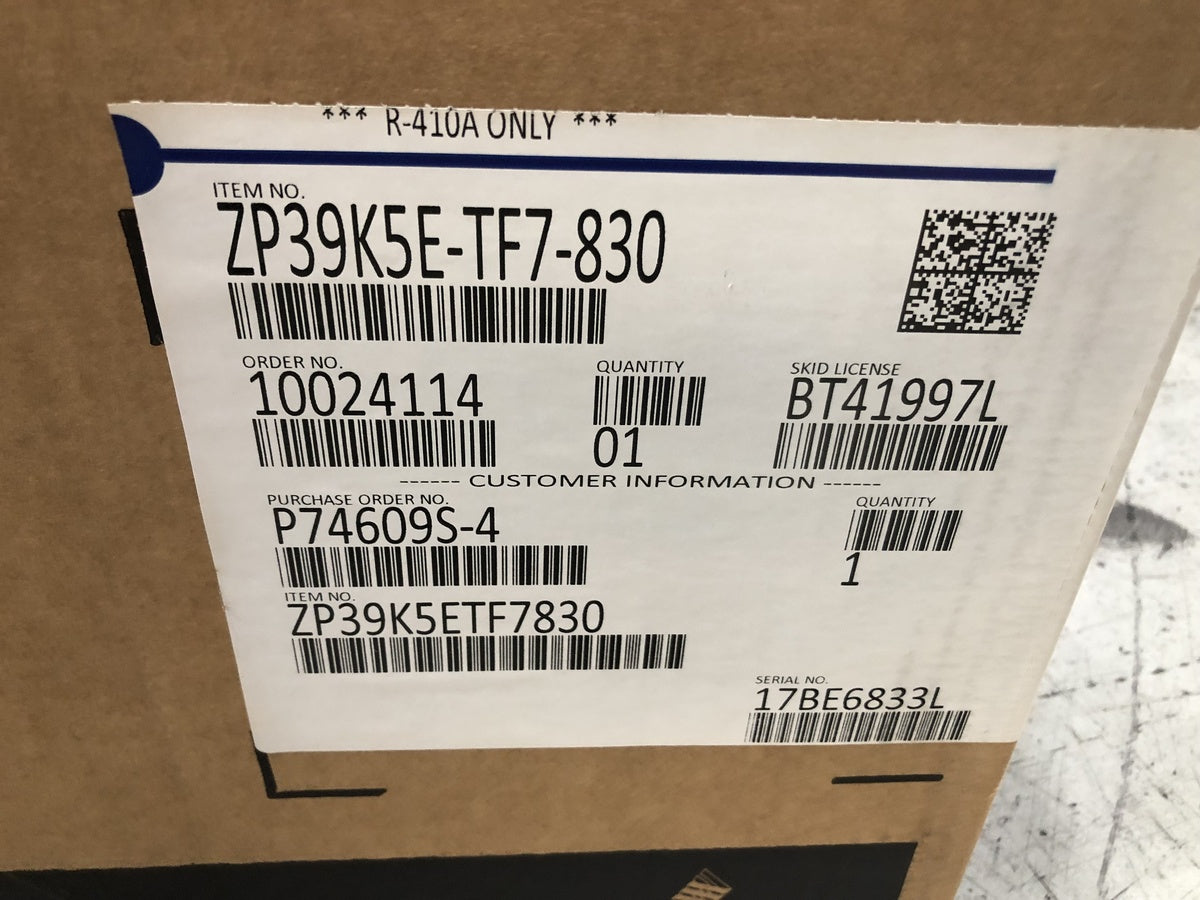 *** R-410A ONLY ***
ITEM NO.
ZP39K5E-TF7-830
ORDER NO.
10024114
QUANTITY
01
SKID LICENSE
BT41997L
------ CUSTOMER INFORMATION ------
PURCHASE ORDER NO.
P74609S-4
QUANTITY
1
ITEM NO.
ZP39K5ETF7830
SERIAL NO.
17BE6833L